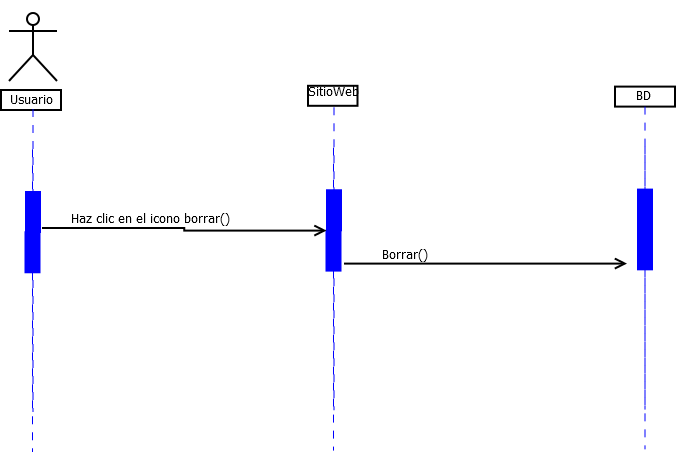 Usuario
SitioWeb
BD
Haz clic en el icono borrar()
Borrar()